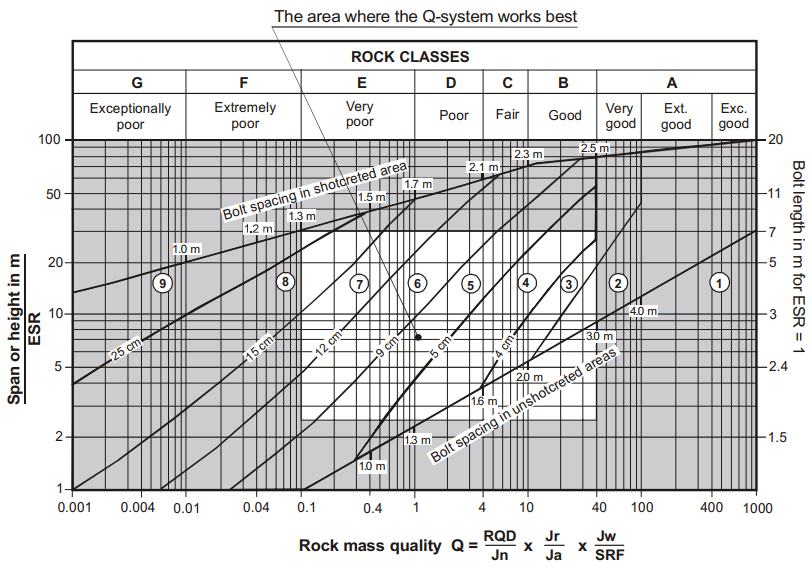 The area where the Q-system works best
ROCK CLASSES
G F E D C B A
Exceptionally poor
Extremely poor
Very poor
Poor
Fair
Good
Very good
Ext. good
Exc. good
100
50
20
10
5
2
1
Span or height in m
ESR
20
11
7
5
3
2.4
1.5
Bolt length in m for ESR = 1
Bolt spacing in shotcreted area
1.0 m
1.2 m
1.3 m
1.5 m
1.7 m
2.1 m
2.3 m
2.5 m
9 8 7 6 5 4 3 2 1
25 cm
15 cm
12 cm
9 cm
5 cm
4 cm
4.0 m
3.0 m
2.0 m
1.6 m
1.3 m
1.0 m
Bolt spacing in unshotcreted areas
0.001 0.004 0.01 0.04 0.1 0.4 1 4 10 40 100 400 1000
Rock mass quality Q = RQD/Jn x Jr/Ja x Jw/SRF